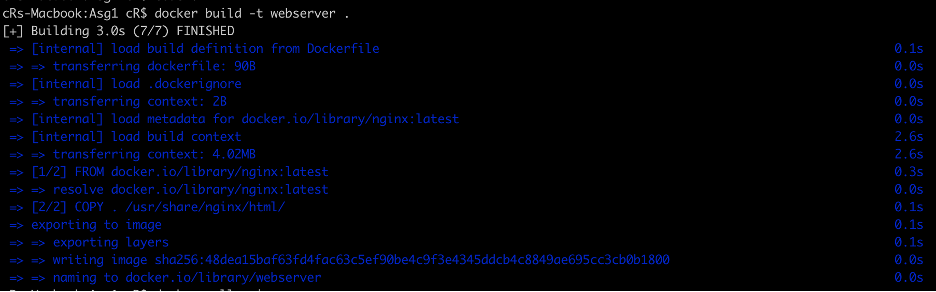 cRs-Macbook:Asg1 cR$ docker build -t webserver .
[+] Building 3.0s (7/7) FINISHED
=> [internal] load build definition from Dockerfile 0.1s
=> => transferring dockerfile: 90B 0.0s
=> [internal] load .dockerignore 0.0s
=> => transferring context: 2B 0.0s
=> [internal] load metadata for docker.io/library/nginx:latest 0.0s
=> [internal] load build context 2.6s
=> => transferring context: 4.02MB 2.6s
=> [1/2] FROM docker.io/library/nginx:latest 0.3s
=> => resolve docker.io/library/nginx:latest 0.0s
=> [2/2] COPY . /usr/share/nginx/html/ 0.1s
=> exporting to image 0.1s
=> => exporting layers 0.1s
=> => writing image sha256:48dea15baf63fd4fac63c5ef90be4c9f3e4345ddcb4c8849ae695cc3cb0b1800 0.0s
=> => naming to docker.io/library/webserver 0.0s